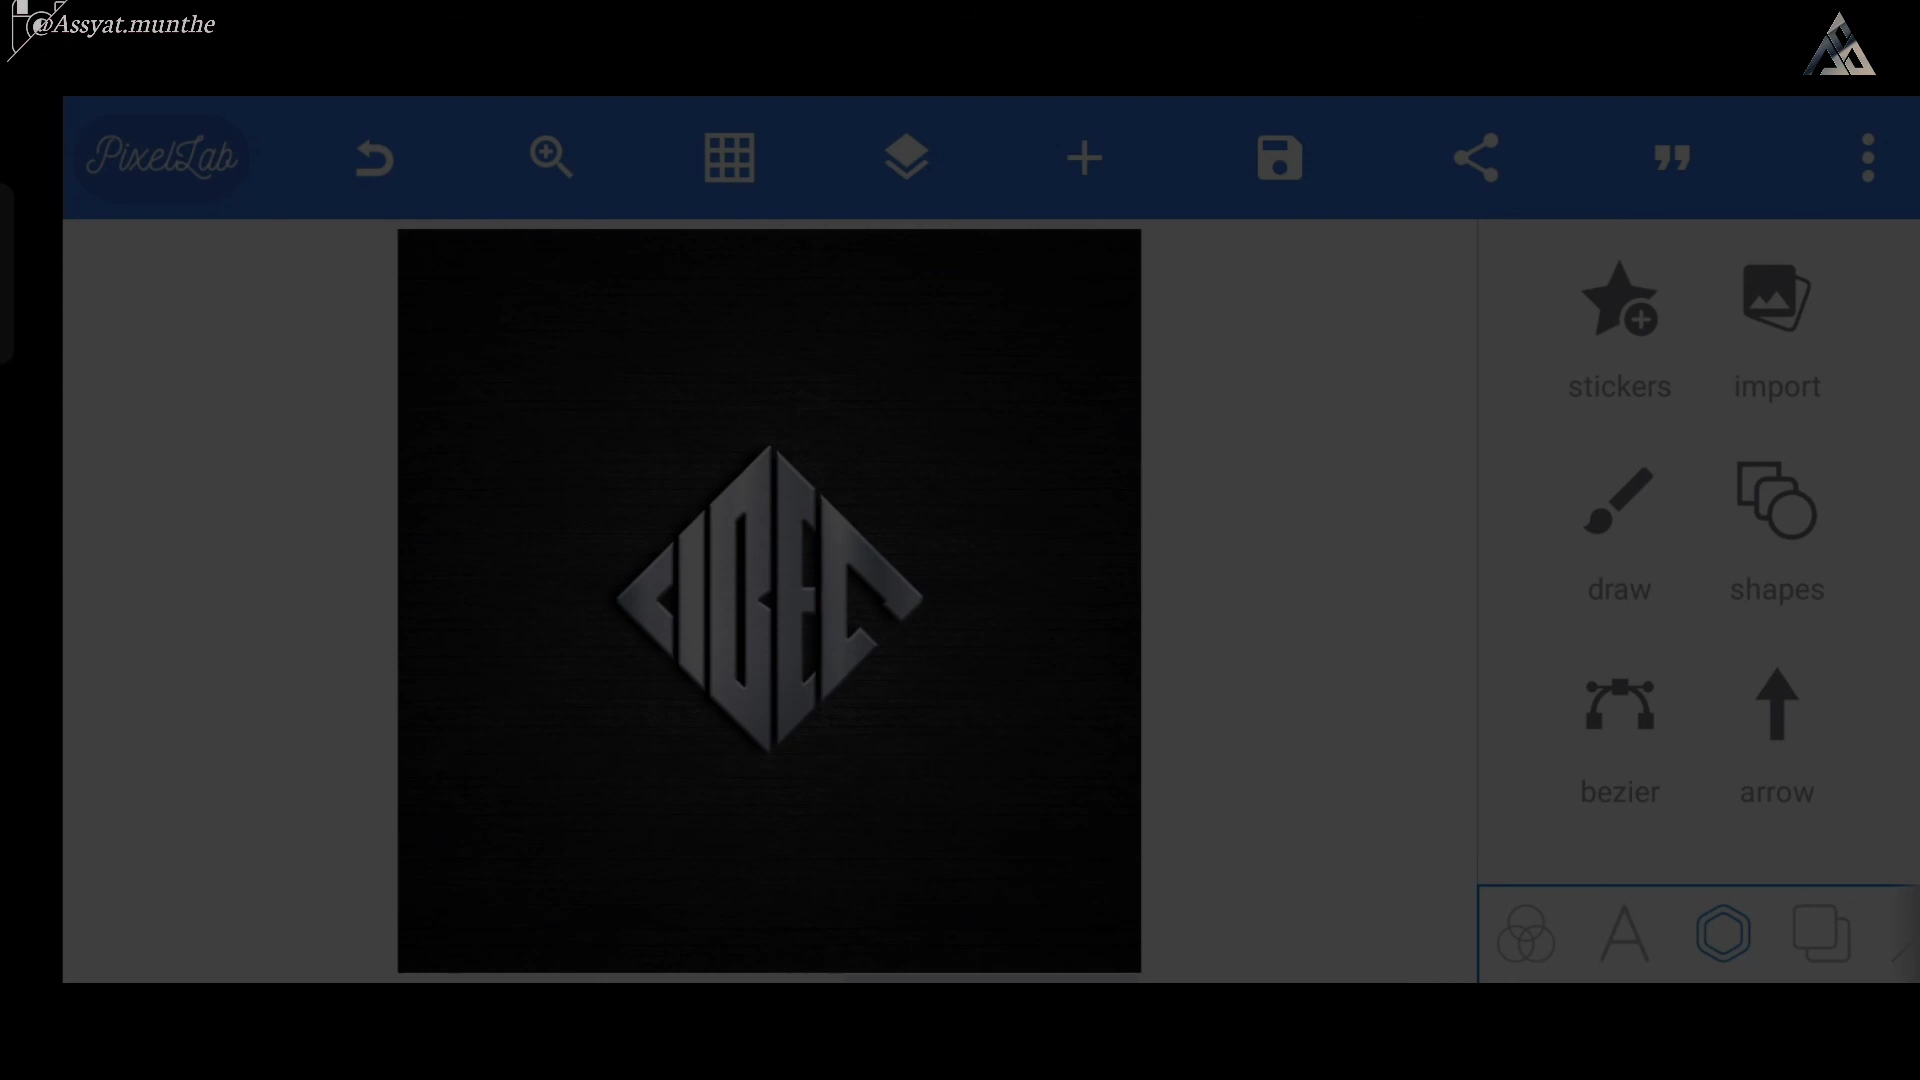 @Assyat.munthe
PixelLab
stickers import
draw shapes
bezier arrow